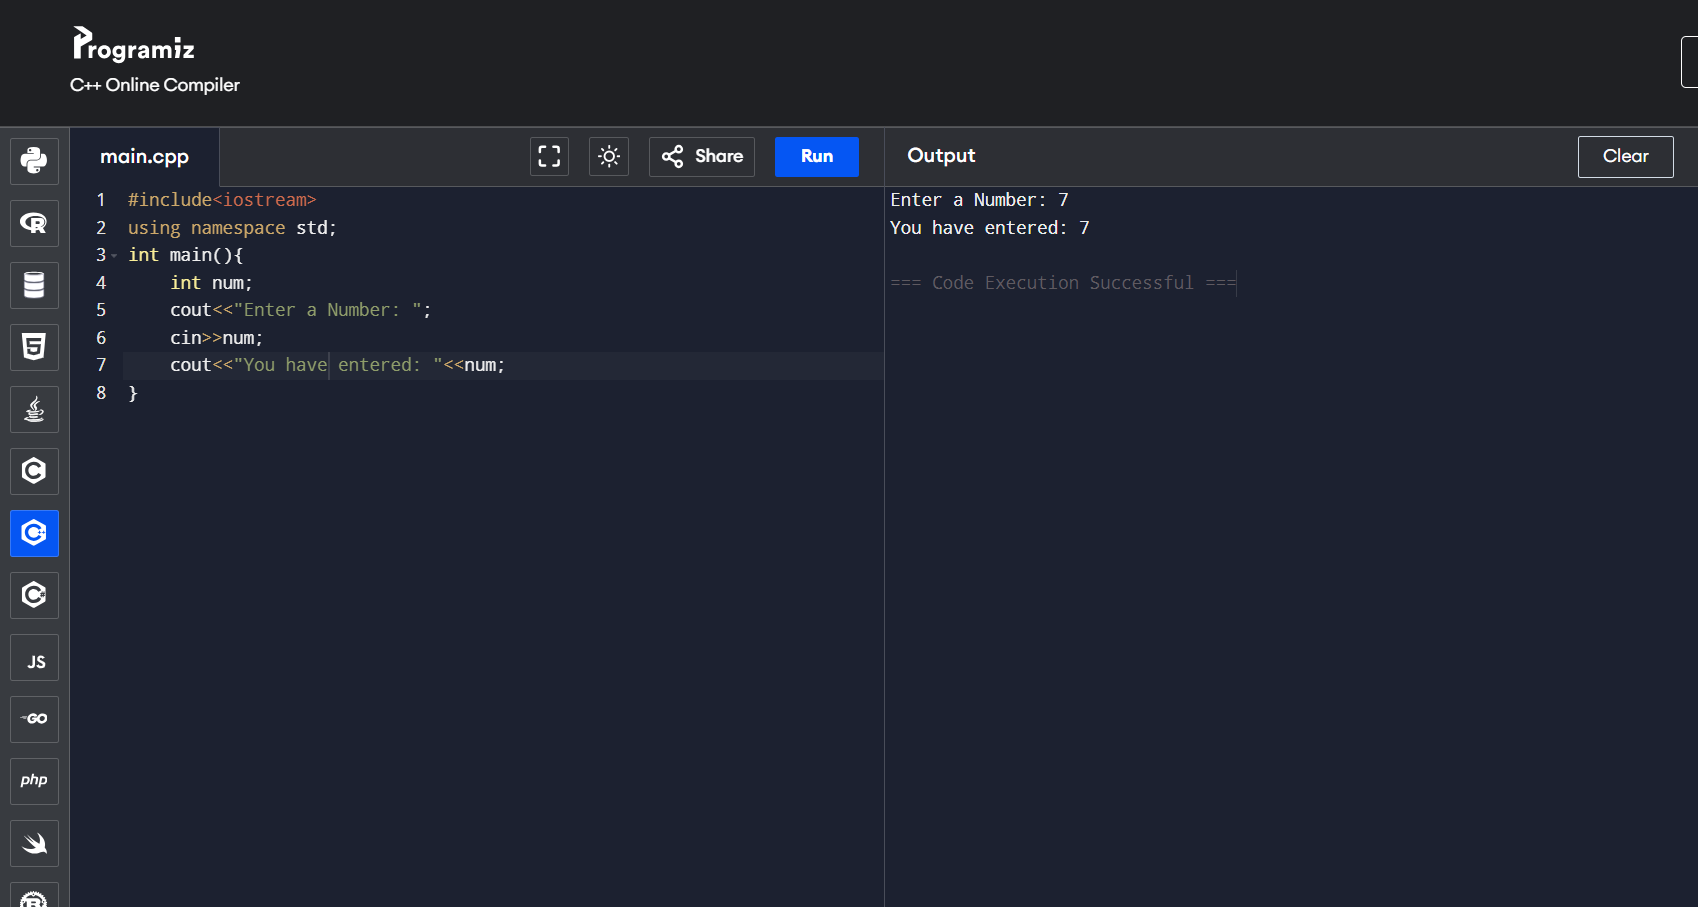 Programiz
C++ Online Compiler
main.cpp
Share
Run
Output
Clear
1 #include<iostream>
2 using namespace std;
3 int main(){
4     int num;
5     cout<<"Enter a Number: ";
6     cin>>num;
7     cout<<"You have entered: "<<num;
8 }
Enter a Number: 7
You have entered: 7
=== Code Execution Successful ===
R
5
C
C++
C#
JS
GO
php
R